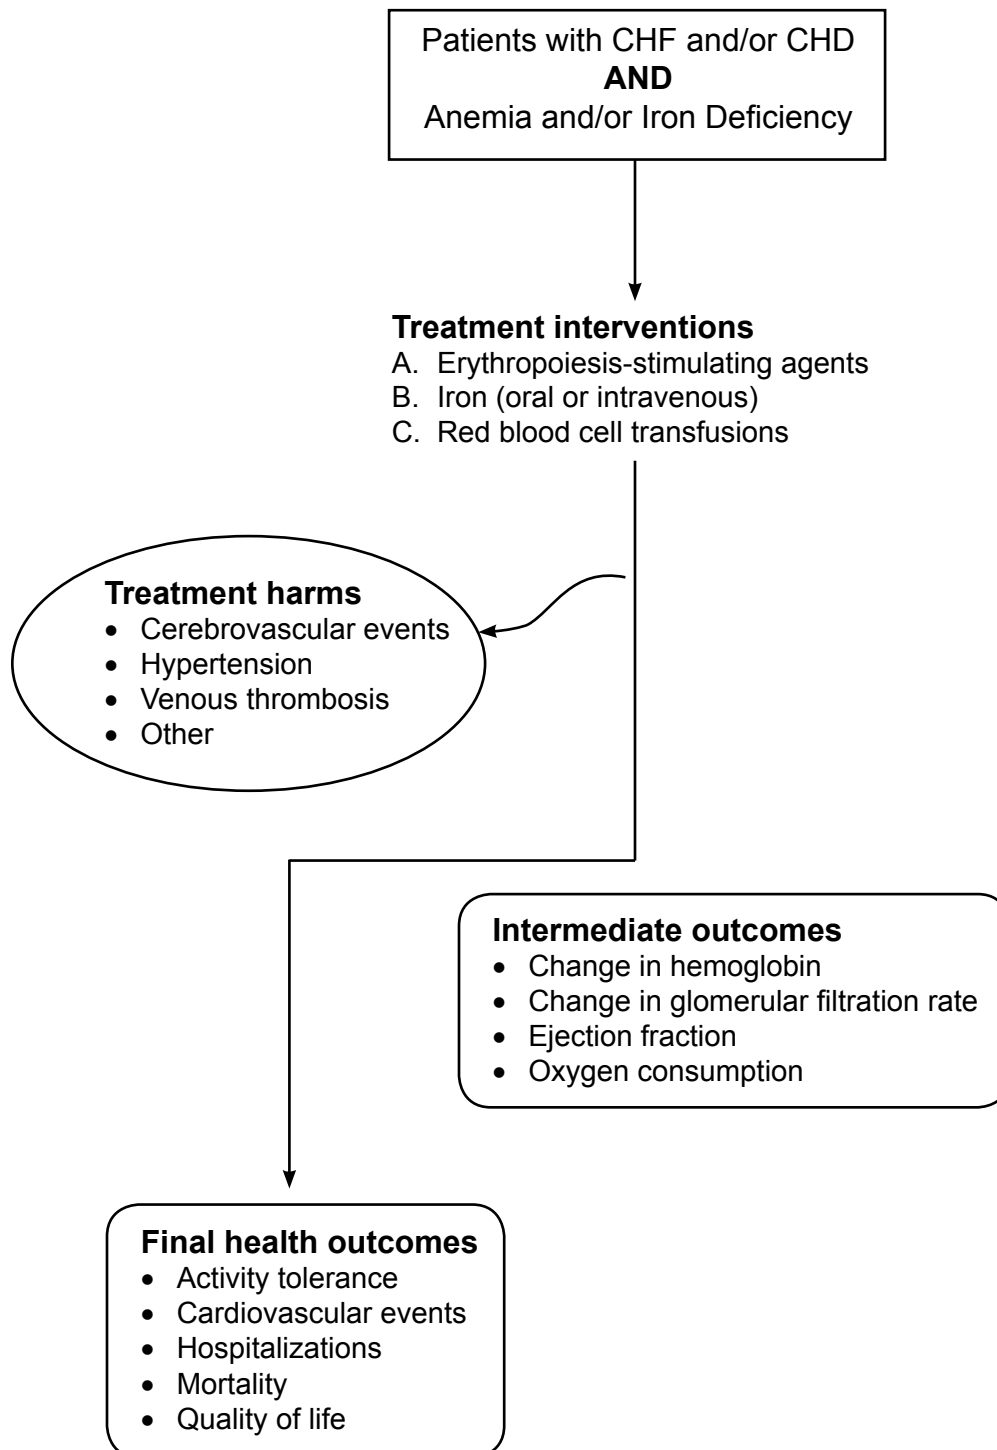 Patients with CHF and/or CHD
AND
Anemia and/or Iron Deficiency
Treatment interventions
A. Erythropoiesis-stimulating agents
B. Iron (oral or intravenous)
C. Red blood cell transfusions
Treatment harms
• Cerebrovascular events
• Hypertension
• Venous thrombosis
• Other
Intermediate outcomes
• Change in hemoglobin
• Change in glomerular filtration rate
• Ejection fraction
• Oxygen consumption
Final health outcomes
• Activity tolerance
• Cardiovascular events
• Hospitalizations
• Mortality
• Quality of life